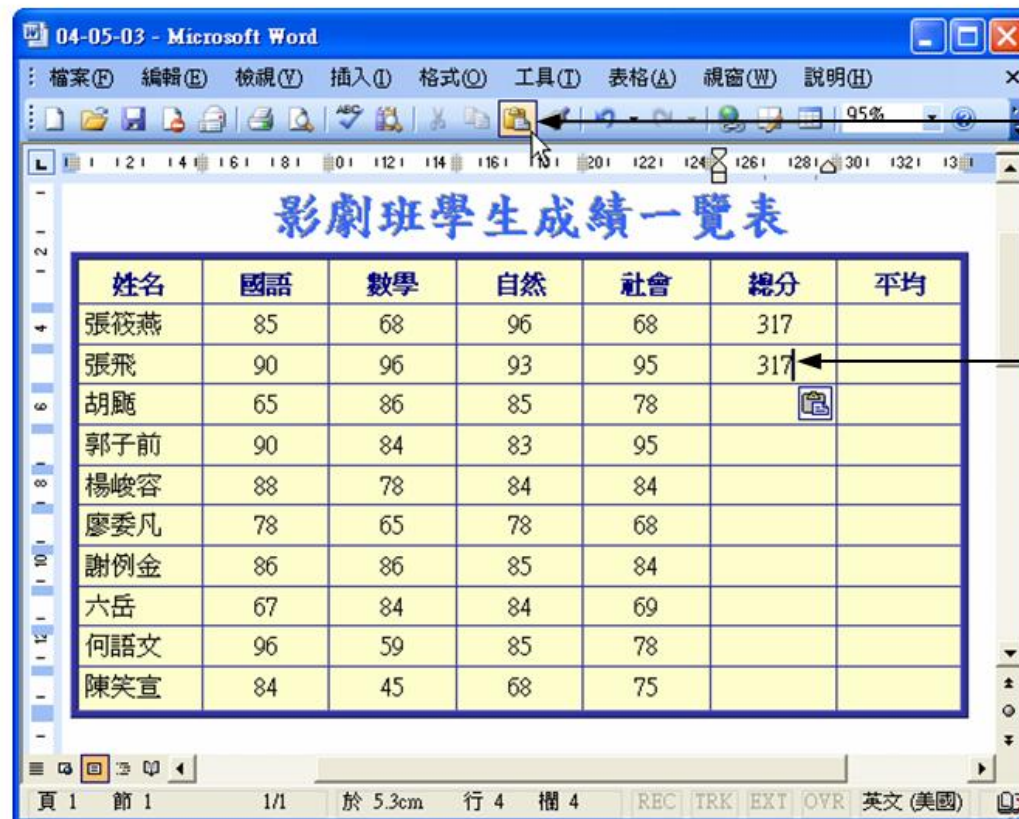 04-05-03 - Microsoft Word
檔案(F) 編輯(E) 檢視(V) 插入(I) 格式(O) 工具(T) 表格(A) 視窗(W) 說明(H)
95%
影劇班學生成績一覽表
姓名 國語 數學 自然 社會 總分 平均
張筱燕 85 68 96 68 317
張飛 90 96 93 95 317
胡颳 65 86 85 78
郭子前 90 84 83 95
楊峻容 88 78 84 84
廖委凡 78 65 78 68
謝例金 86 86 85 84
六岳 67 84 84 69
何語文 96 59 85 78
陳笑宣 84 45 68 75
頁 1 節 1 1/1 於 5.3cm 行 4 欄 4 REC TRK EXT OVR 英文 (美國)